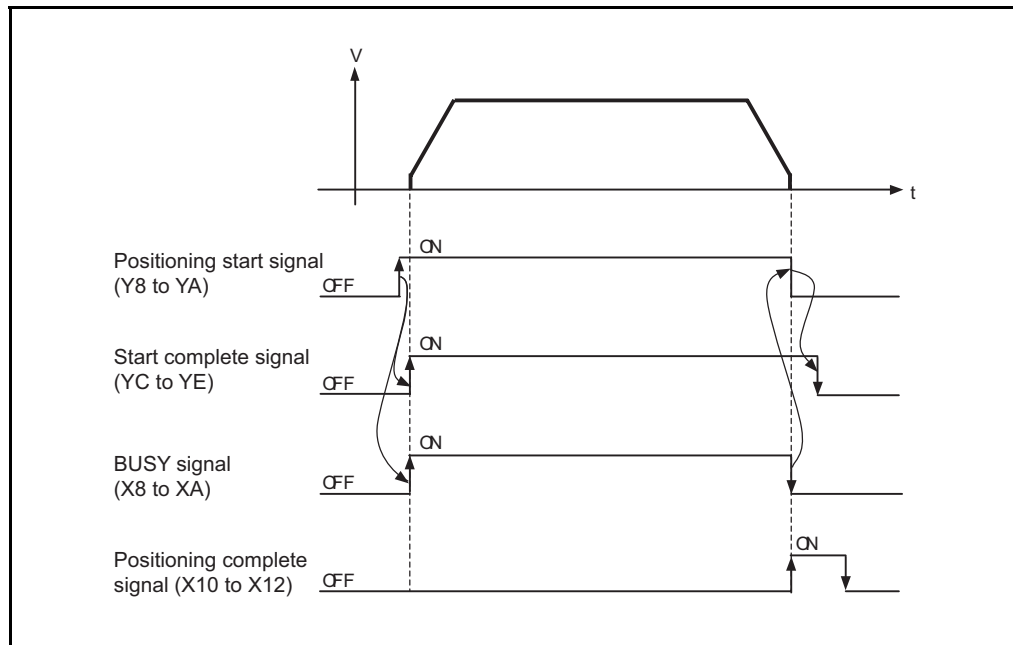 V
t
Positioning start signal
(Y8 to YA)
OFF
ON
Start complete signal
(YC to YE)
OFF
ON
BUSY signal
(X8 to XA)
OFF
ON
Positioning complete
signal (X10 to X12)
OFF
ON